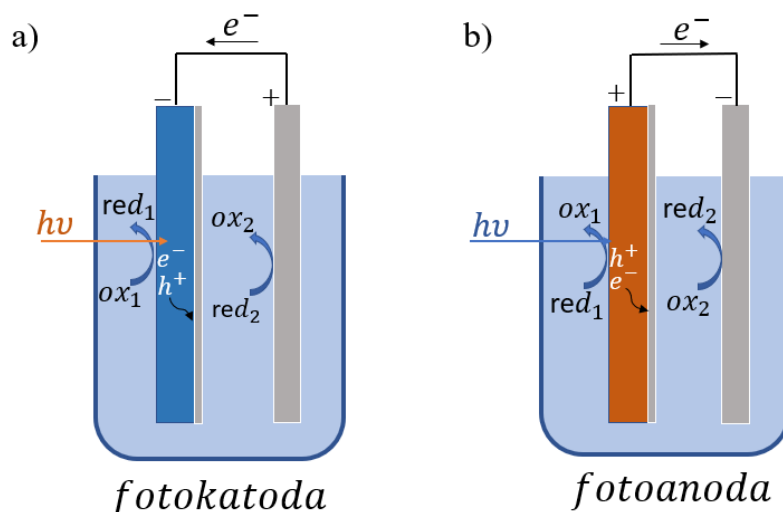 a)
e⁻
− +
red₁
ox₂
hυ
e⁻
h⁺
ox₁
red₂
fotokatoda
b)
e⁻
+ −
ox₁
red₂
hυ
h⁺
e⁻
red₁
ox₂
fotoanoda